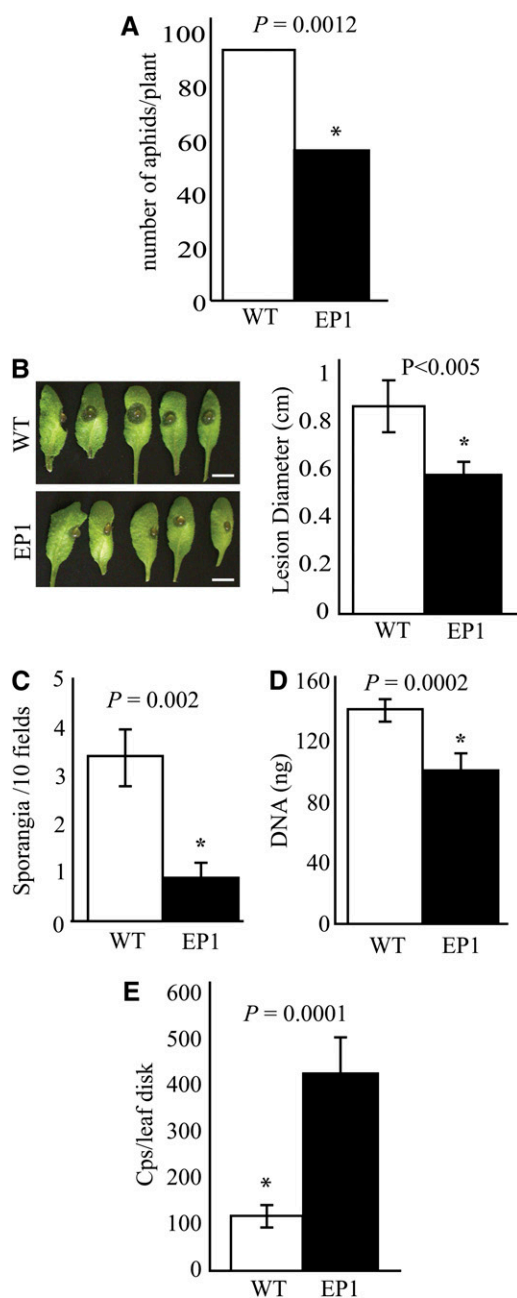 A
P = 0.0012
number of aphids/plant
100
80
60
40
20
0
*
WT
EP1
B
WT
EP1
P<0.005
Lesion Diameter (cm)
1
0.8
0.6
0.4
0.2
0
*
WT
EP1
C
P = 0.002
Sporangia /10 fields
5
4
3
2
1
0
*
WT
EP1
D
P = 0.0002
DNA (ng)
160
120
80
40
0
*
WT
EP1
E
P = 0.0001
Cps/leaf disk
600
500
400
300
200
100
0
*
WT
EP1